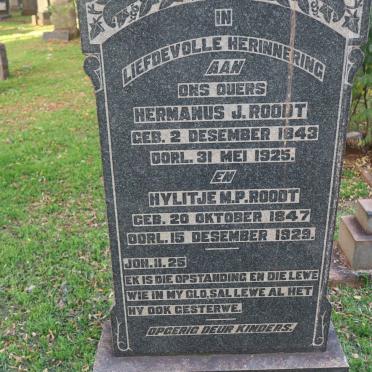 IN
LIEFDEVOLLE HERINNERING
AAN
ONS OUERS
HERMANUS J. ROODT
GEB. 2 DESEMBER 1843
OORL. 31 MEI 1925.
EN
HYLITJE M.P. ROODT
GEB. 20 OKTOBER 1847
OORL. 15 DESEMBER 1929.
JOH. 11. 25
EK IS DIE OPSTANDING EN DIE LEWE
WIE IN MY GLO, SAL LEWE AL HET
HY OOK GESTERWE.
OPGERIG DEUR KINDERS.